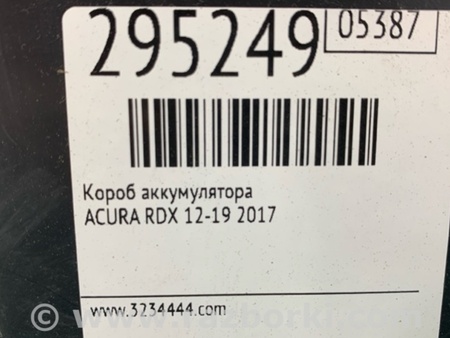 295249
05387
Короб аккумулятора
ACURA RDX 12-19 2017
www.3234444.com